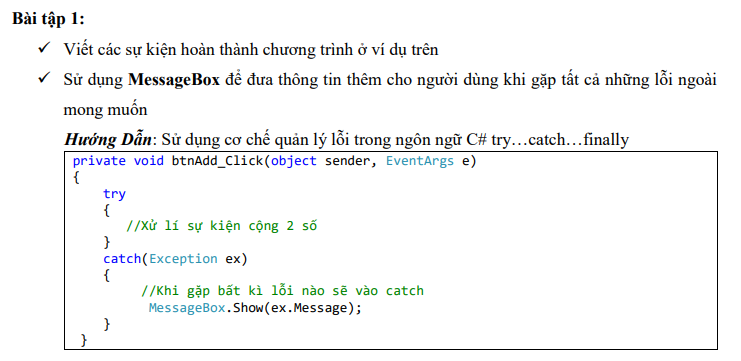 Bài tập 1:
✓ Viết các sự kiện hoàn thành chương trình ở ví dụ trên
✓ Sử dụng MessageBox để đưa thông tin thêm cho người dùng khi gặp tất cả những lỗi ngoài
mong muốn
Hướng Dẫn: Sử dụng cơ chế quản lý lỗi trong ngôn ngữ C# try…catch…finally
private void btnAdd_Click(object sender, EventArgs e)
{
try
{
//Xử lí sự kiện cộng 2 số
}
catch(Exception ex)
{
//Khi gặp bất kì lỗi nào sẽ vào catch
MessageBox.Show(ex.Message);
}
}